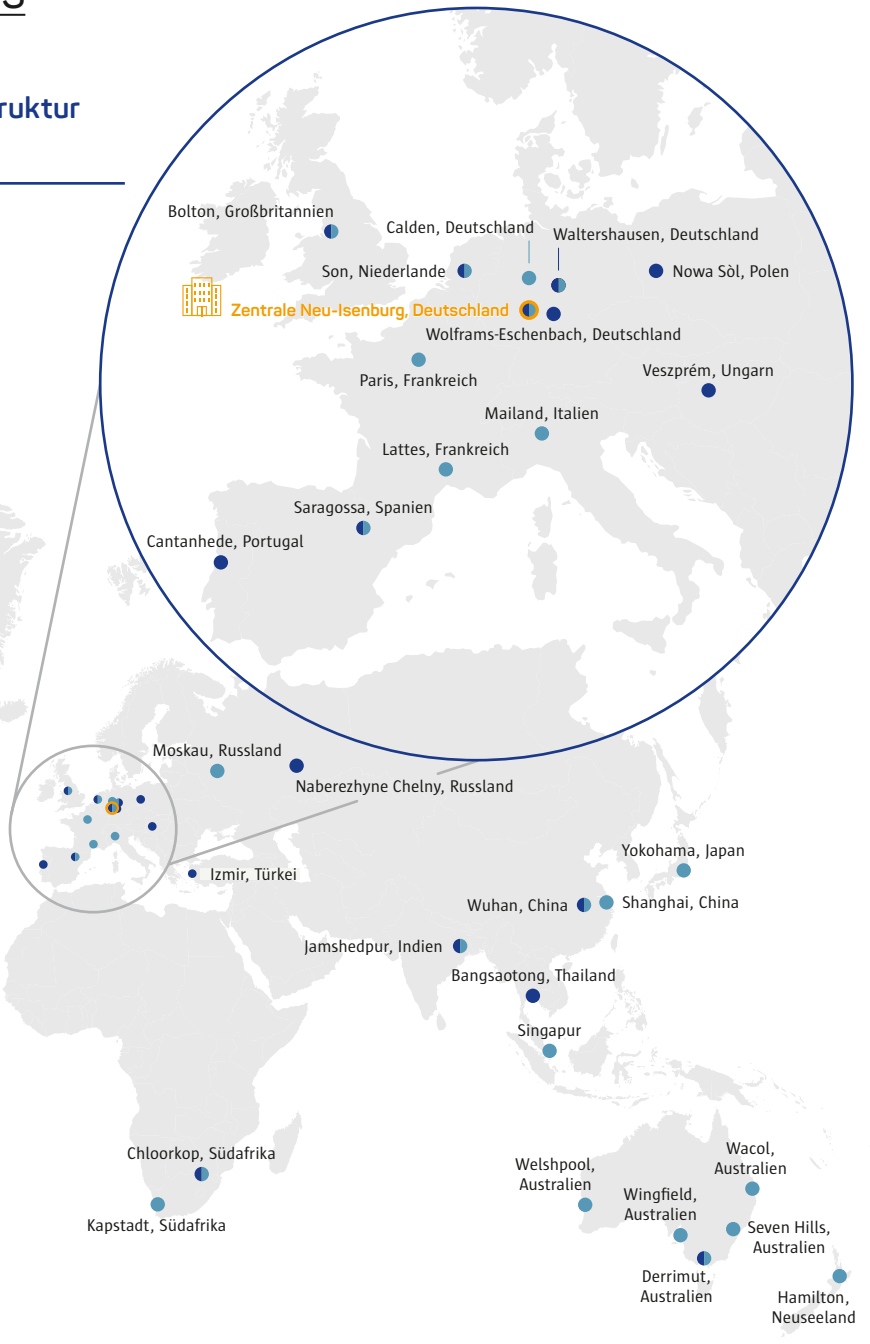 ruktur
Bolton, Großbritannien
Calden, Deutschland
Waltershausen, Deutschland
Son, Niederlande
Nowa Sòl, Polen
Zentrale Neu-Isenburg, Deutschland
Wolframs-Eschenbach, Deutschland
Paris, Frankreich
Veszprém, Ungarn
Mailand, Italien
Lattes, Frankreich
Saragossa, Spanien
Cantanhede, Portugal
Moskau, Russland
Naberezhyne Chelny, Russland
Izmir, Türkei
Yokohama, Japan
Wuhan, China
Shanghai, China
Jamshedpur, Indien
Bangsaotong, Thailand
Singapur
Chloorkop, Südafrika
Kapstadt, Südafrika
Welshpool,
Australien
Wacol,
Australien
Wingfield,
Australien
Seven Hills,
Australien
Derrimut,
Australien
Hamilton,
Neuseeland